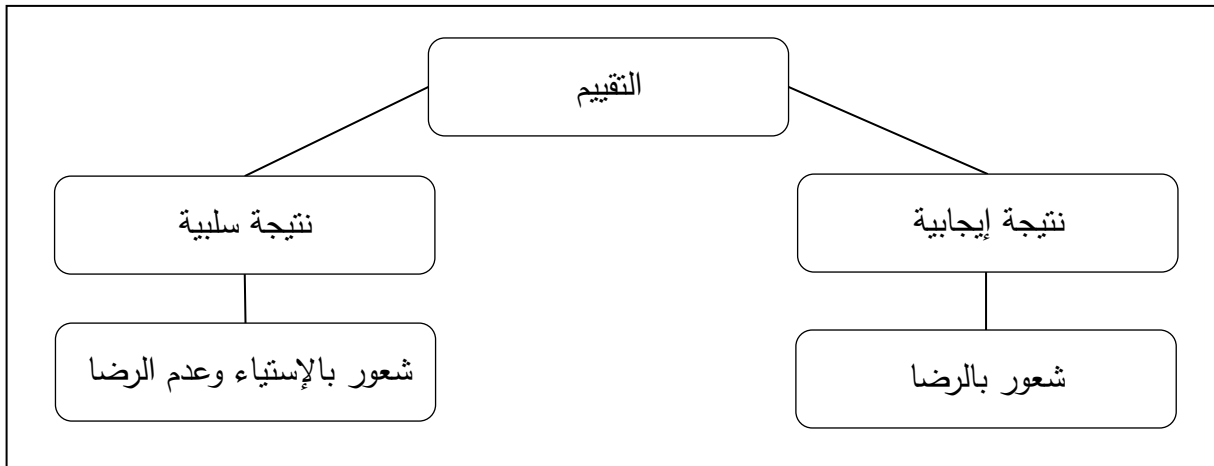 التقييم
نتيجة إيجابية
نتيجة سلبية
شعور بالرضا
شعور بالإستياء وعدم الرضا